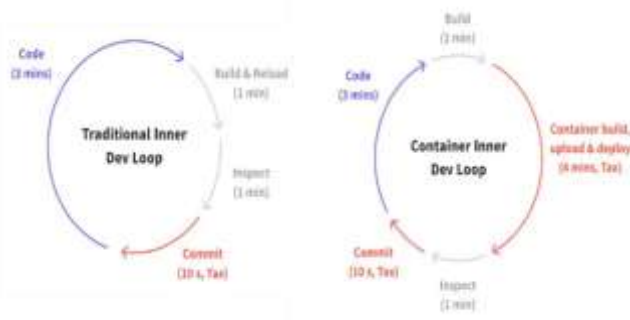 Code
(3 mins)
Build & Reload
(1 min)
Traditional Inner
Dev Loop
Inspect
(1 min)
Commit
(10 s, Tax)
Build
(1 min)
Code
(3 mins)
Container build,
upload & deploy
(4 mins, Tax)
Container Inner
Dev Loop
Commit
(10 s, Tax)
Inspect
(1 min)